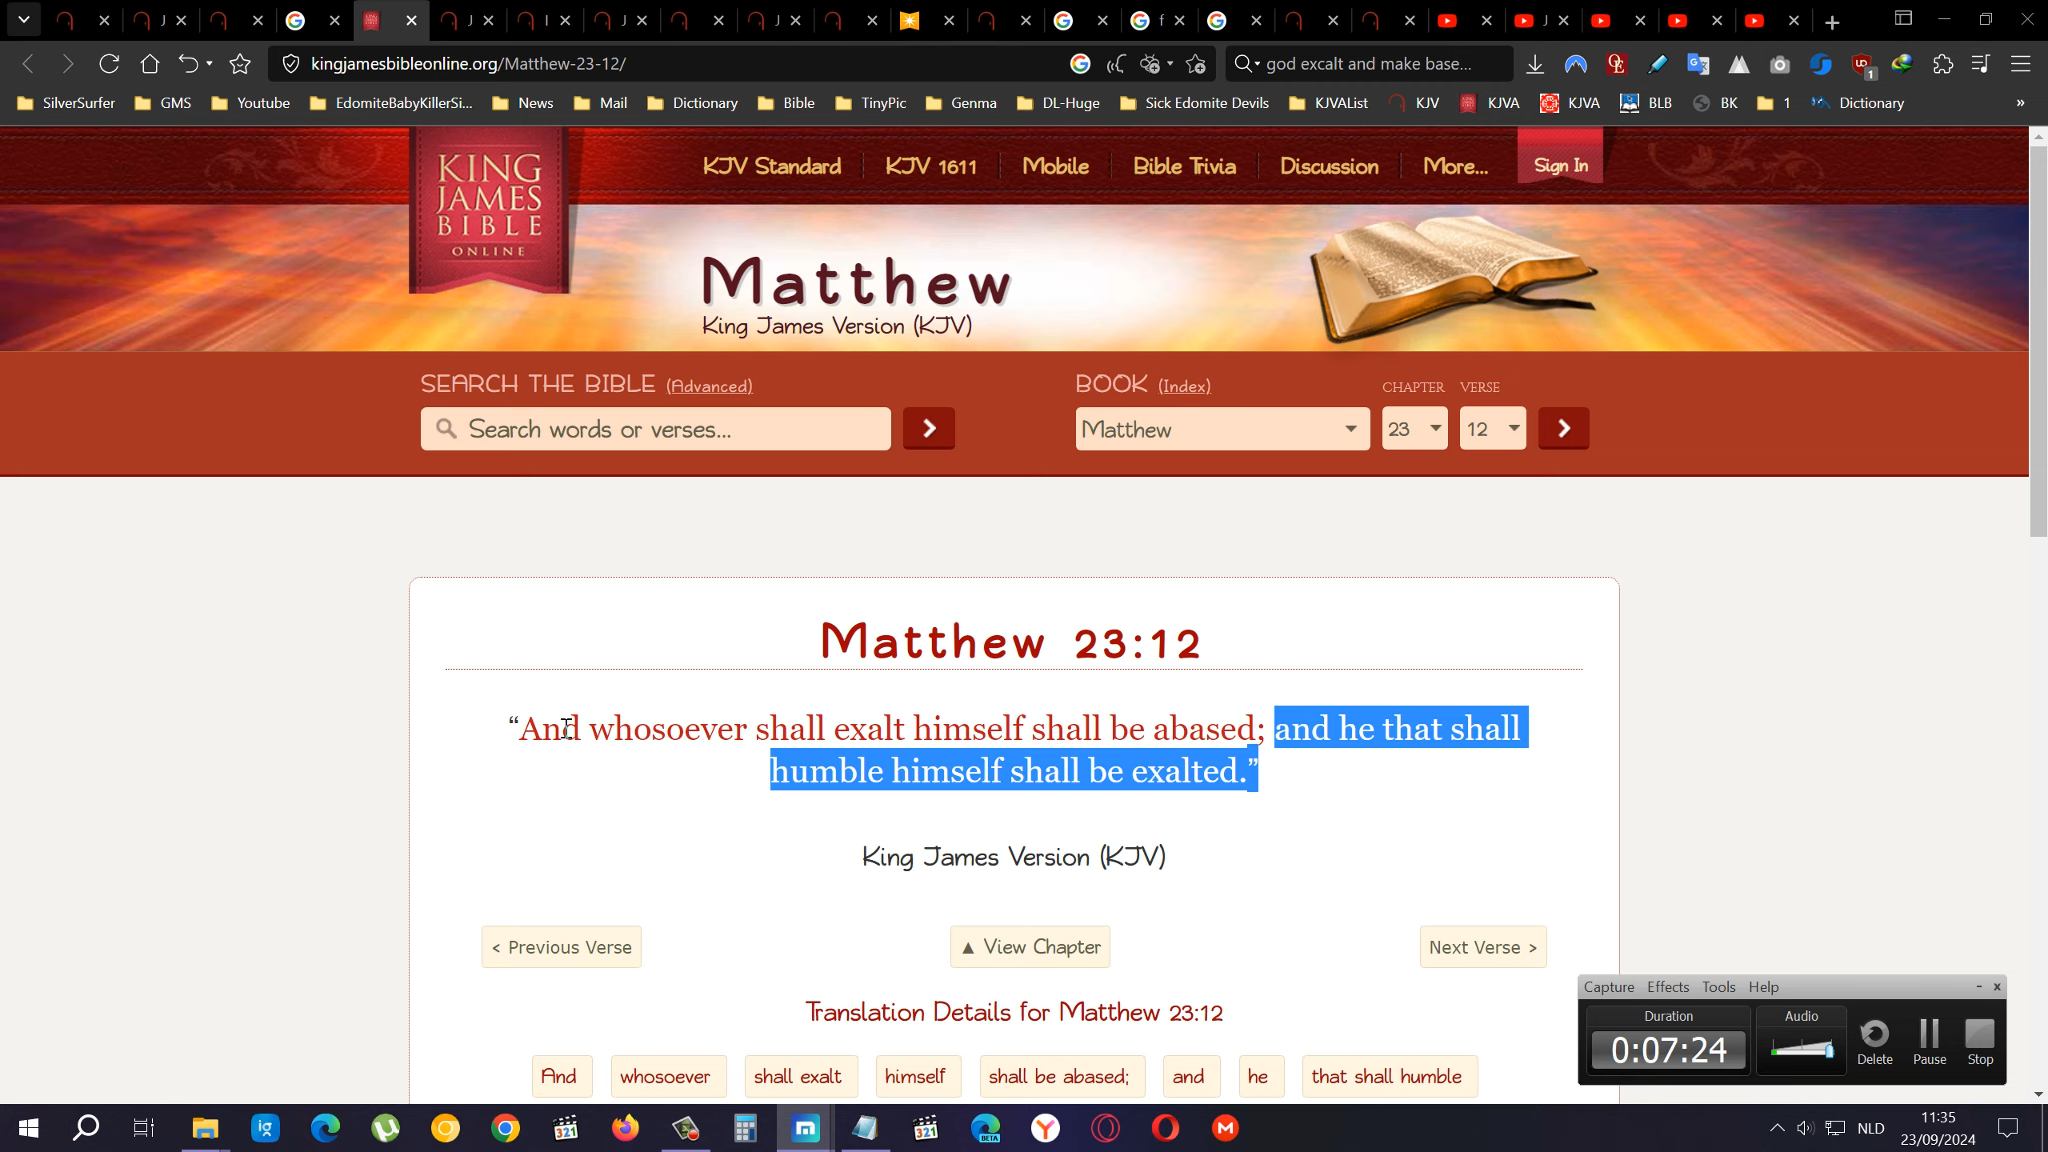 J
J
I
J
J
f
J
+
kingjamesbibleonline.org/Matthew-23-12/
god excalt and make base...
1
SilverSurfer GMS Youtube EdomiteBabyKillerSi... News Mail Dictionary Bible TinyPic Genma DL-Huge Sick Edomite Devils KJVAList KJV KJVA KJVA BLB BK 1 Dictionary »
KING JAMES BIBLE ONLINE
KJV Standard KJV 1611 Mobile Bible Trivia Discussion More... Sign In
Matthew
King James Version (KJV)
SEARCH THE BIBLE (Advanced) BOOK (Index) CHAPTER VERSE
Search words or verses... Matthew 23 12
Matthew 23:12
“And whosoever shall exalt himself shall be abased; and he that shall
humble himself shall be exalted.”
King James Version (KJV)
< Previous Verse ▲ View Chapter Next Verse >
Translation Details for Matthew 23:12
And whosoever shall exalt himself shall be abased; and he that shall humble
Capture Effects Tools Help - x
Duration Audio
0:07:24
Delete Pause Stop
NLD
11:35
23/09/2024